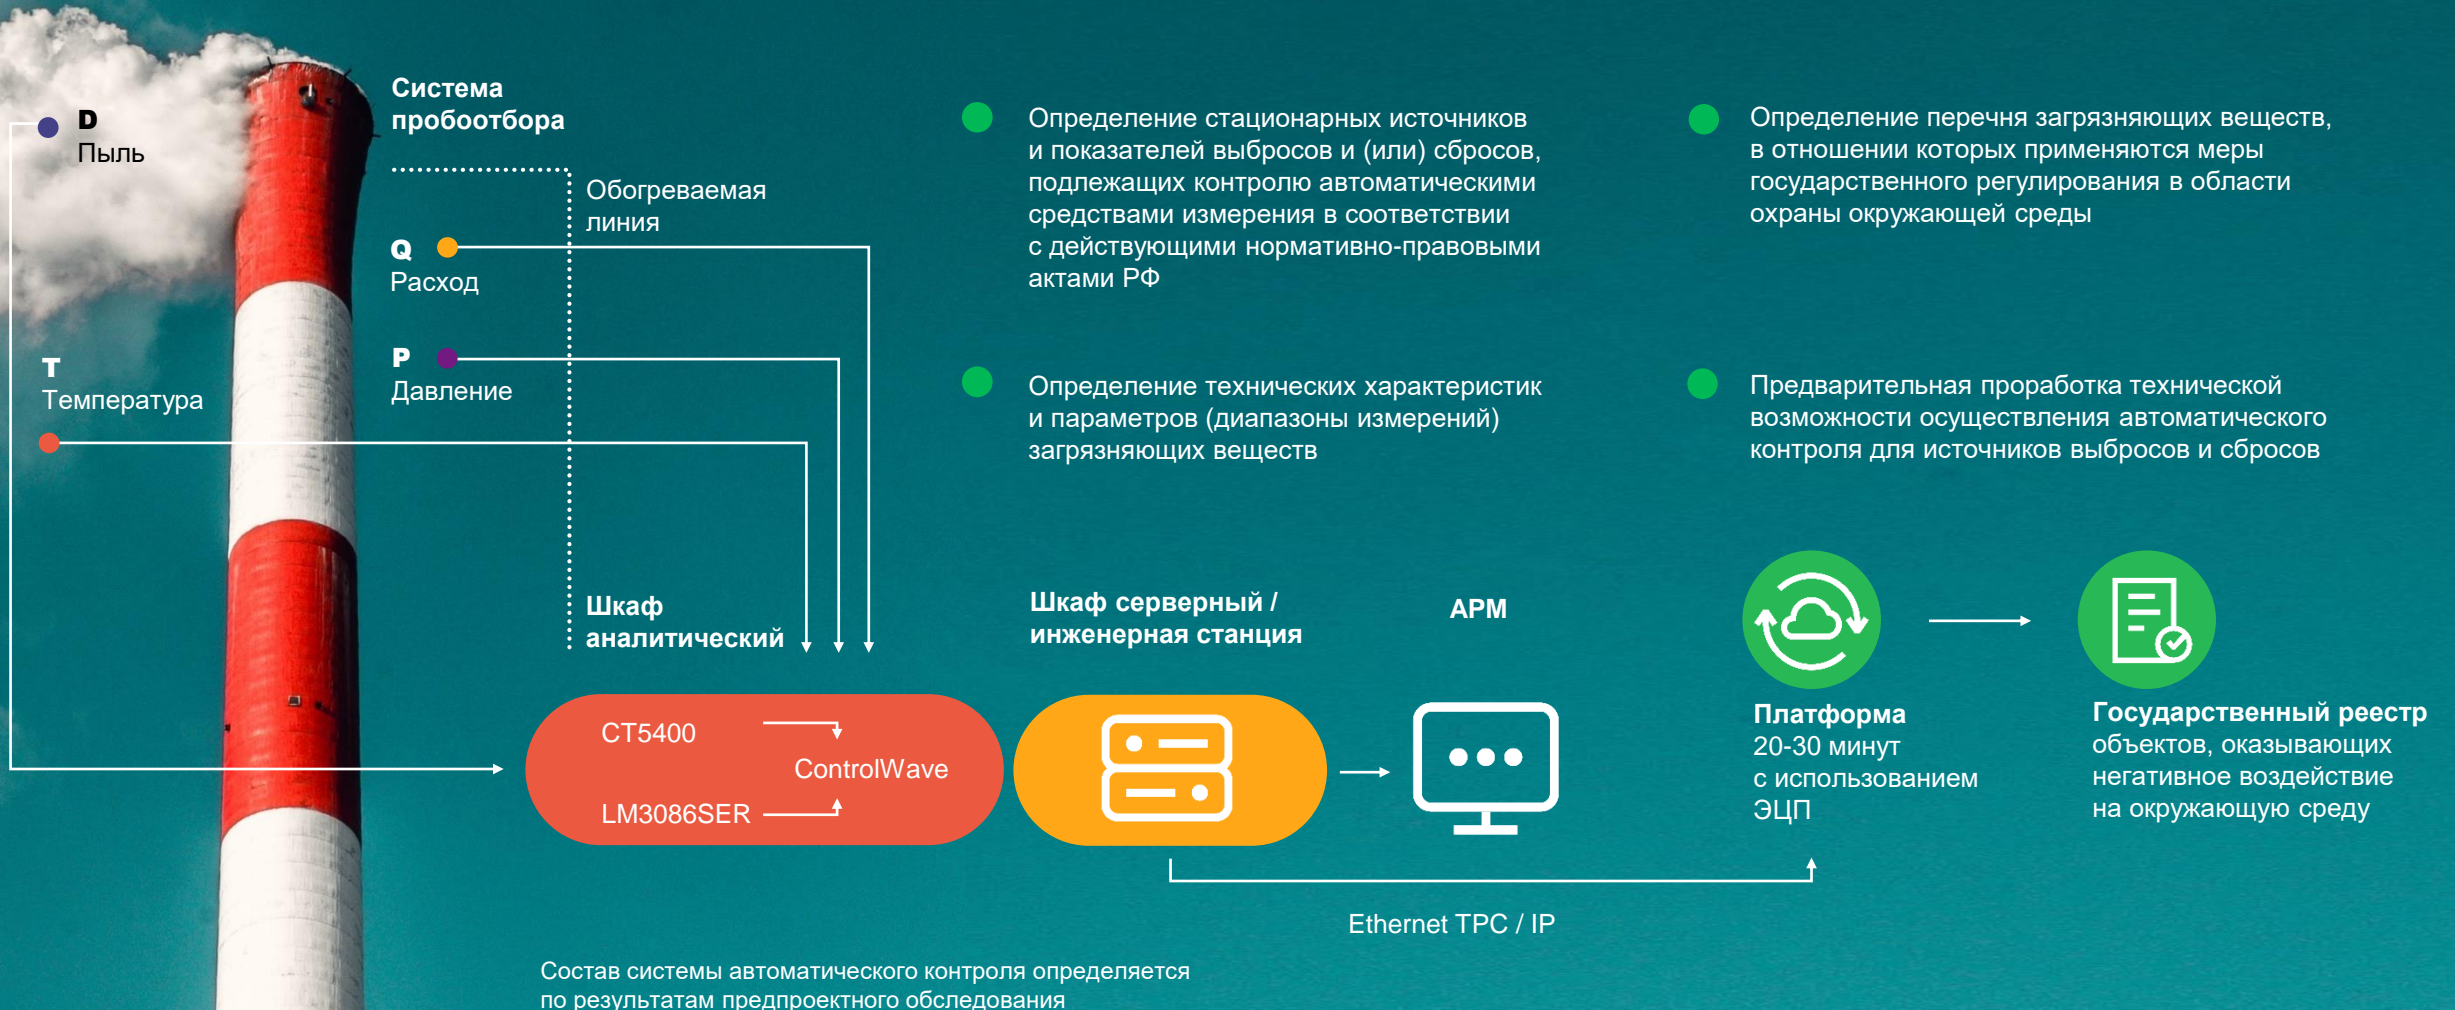 D
Пыль
Система
пробоотбора
Обогреваемая
линия
Q
Расход
P
Давление
T
Температура
Определение стационарных источников
и показателей выбросов и (или) сбросов,
подлежащих контролю автоматическими
средствами измерения в соответствии
с действующими нормативно-правовыми
актами РФ
Определение перечня загрязняющих веществ,
в отношении которых применяются меры
государственного регулирования в области
охраны окружающей среды
Определение технических характеристик
и параметров (диапазоны измерений)
загрязняющих веществ
Предварительная проработка технической
возможности осуществления автоматического
контроля для источников выбросов и сбросов
Шкаф
аналитический
Шкаф серверный /
инженерная станция
АРМ
CT5400
ControlWave
LM3086SER
Платформа
20-30 минут
с использованием
ЭЦП
Государственный реестр
объектов, оказывающих
негативное воздействие
на окружающую среду
Ethernet TPC / IP
Состав системы автоматического контроля определяется
по результатам предпроектного обследования